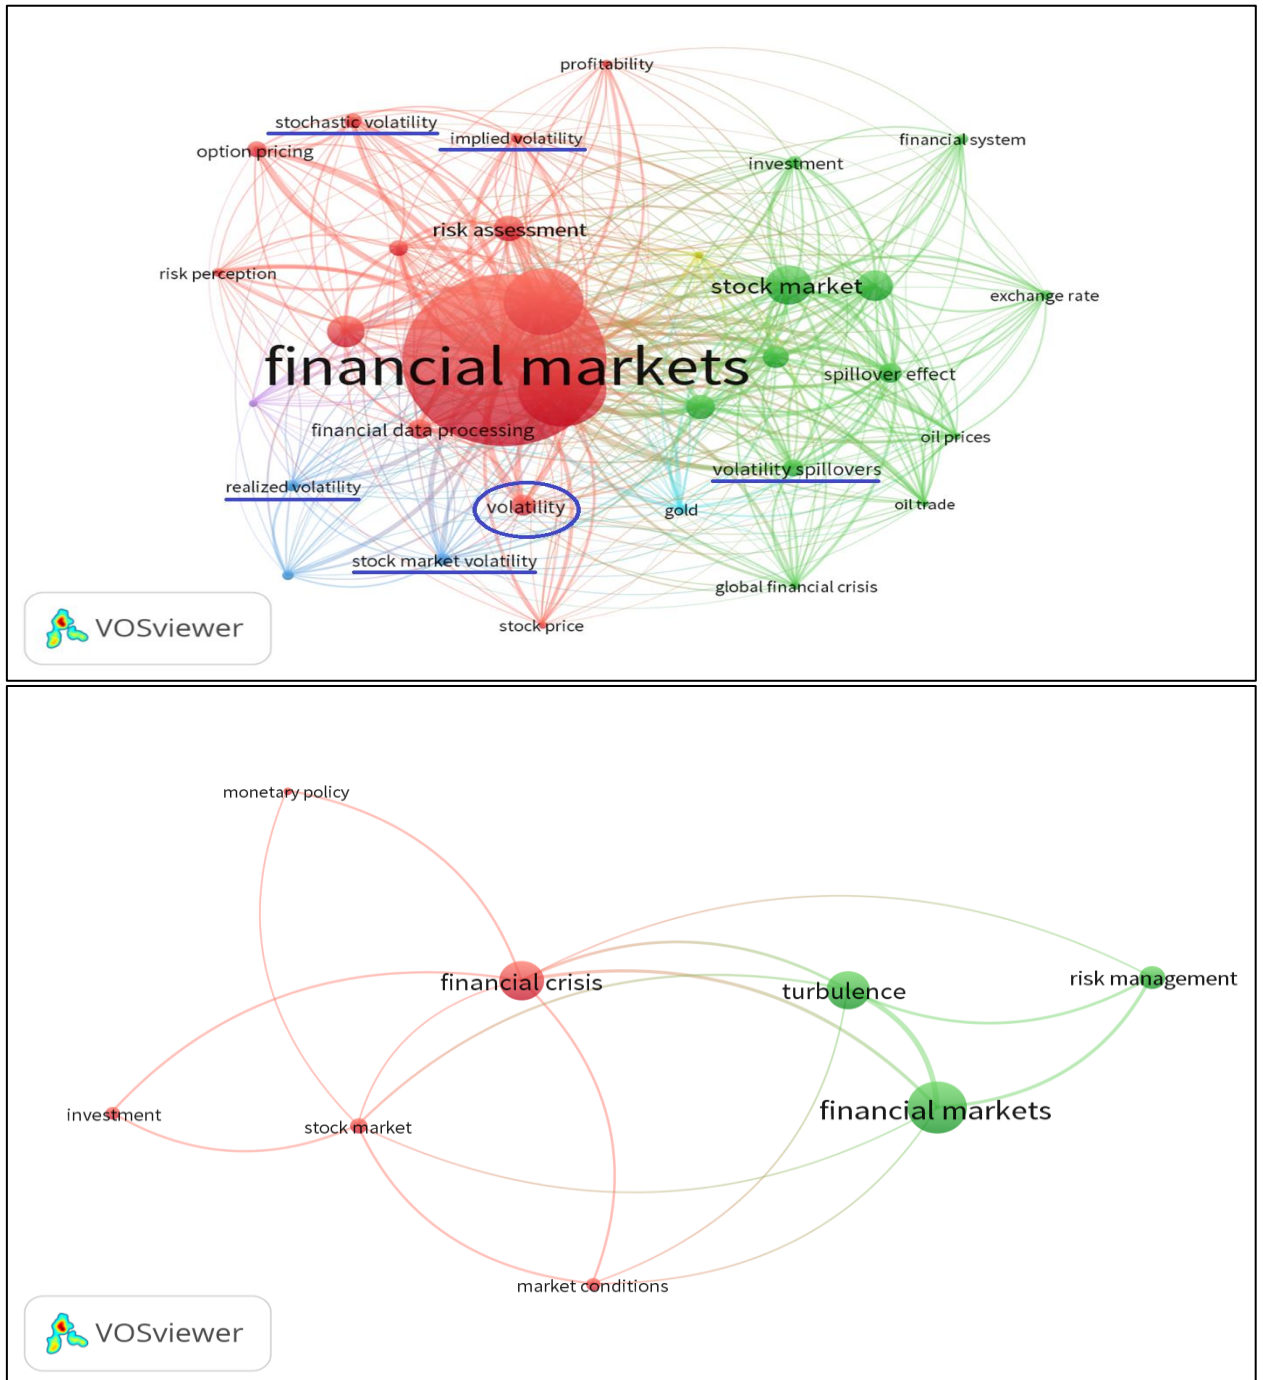 profitability
stochastic volatility
implied volatility
financial system
option pricing
investment
risk assessment
risk perception
stock market
exchange rate
financial markets
spillover effect
financial data processing
oil prices
volatility spillovers
realized volatility
volatility
gold
oil trade
stock market volatility
global financial crisis
stock price
VOSviewer
monetary policy
financial crisis
turbulence
risk management
investment
stock market
financial markets
market conditions
VOSviewer